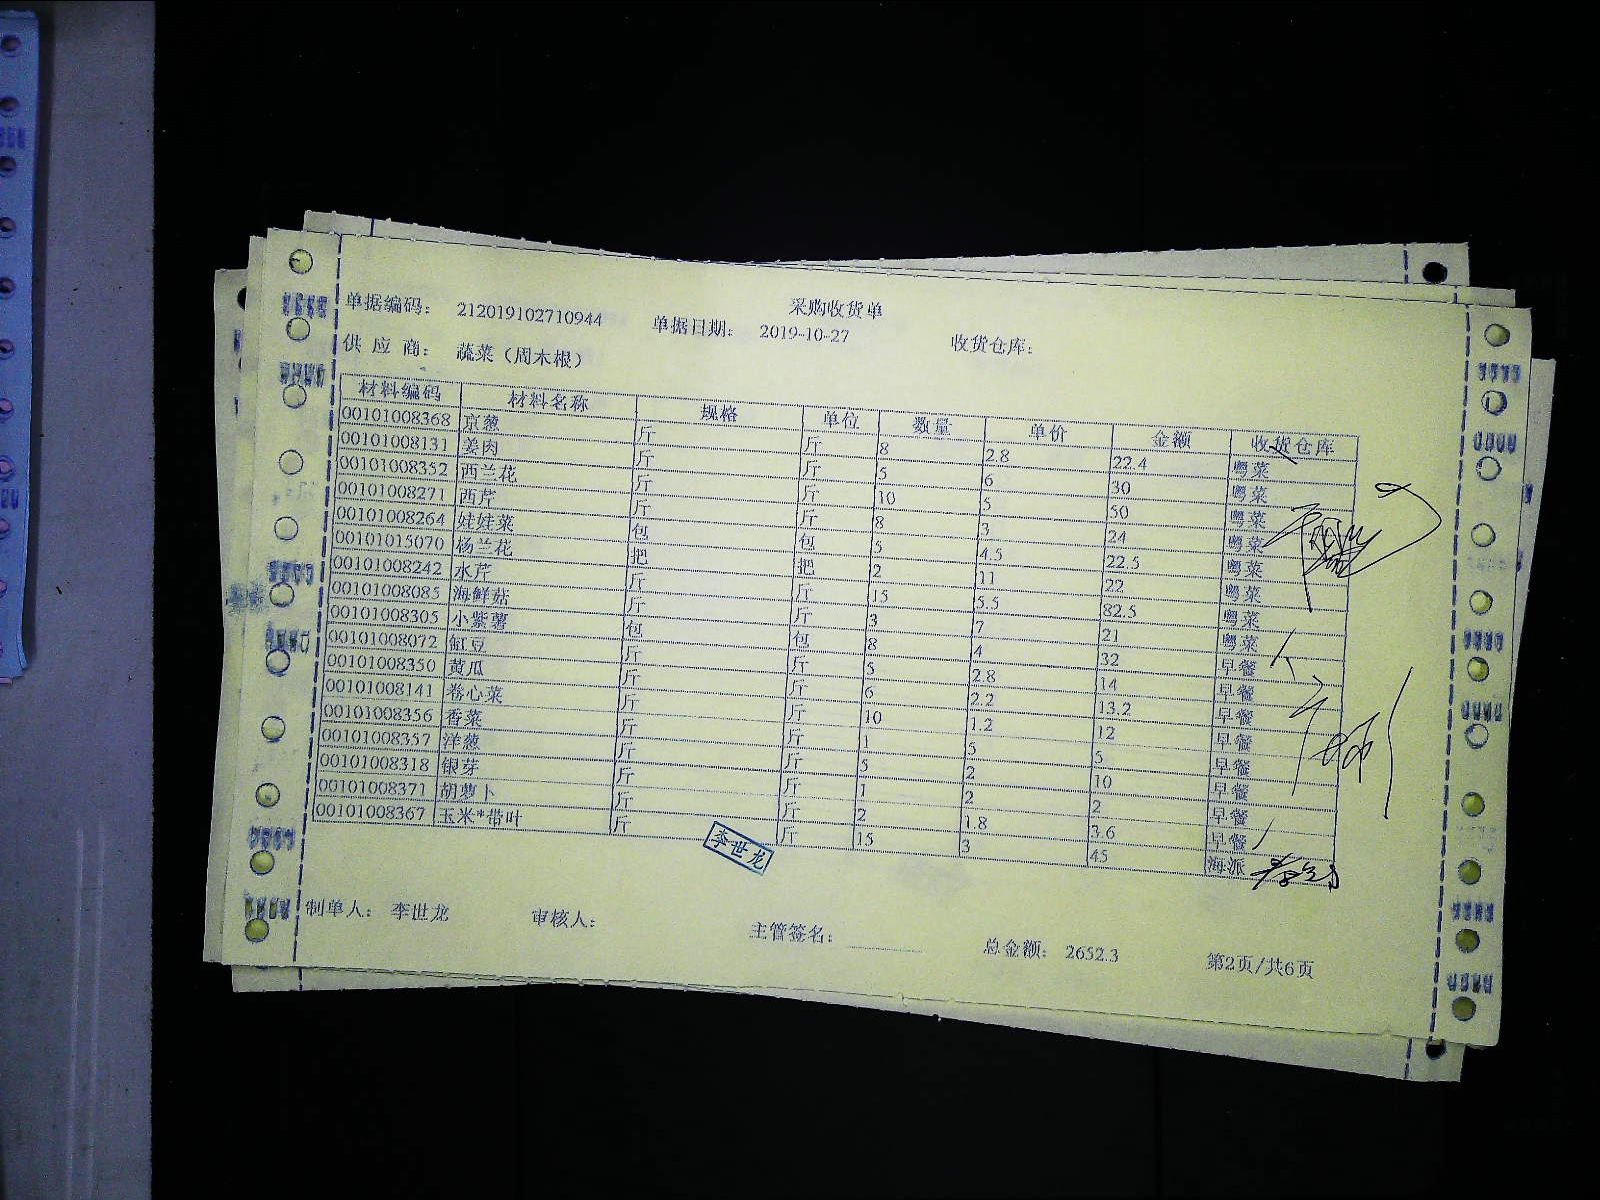 采购收货单
单据编码： 212019102710944 单据日期： 2019-10-27 收货仓库：
供 应 商： 蔬菜（周木根）
材料编码 材料名称 规格 单位 数量 单价 金额 收货仓库
00101008368 京葱 斤 斤 8 2.8 22.4 粤菜
00101008131 姜肉 斤 斤 5 6 30 粤菜
00101008352 西兰花 斤 斤 10 5 50 粤菜
00101008271 西芹 斤 斤 8 3 24 粤菜
00101008264 娃娃菜 包 包 5 4.5 22.5 粤菜
00101015070 杨兰花 把 把 2 11 22 粤菜
00101008242 水芹 斤 斤 15 5.5 82.5 粤菜
00101008085 海鲜菇 斤 斤 3 7 21 粤菜
00101008305 小紫薯 包 包 8 4 32 早餐
00101008072 缸豆 斤 斤 5 2.8 14 早餐
00101008350 黄瓜 斤 斤 6 2.2 13.2 早餐
00101008141 卷心菜 斤 斤 10 1.2 12 早餐
00101008356 香菜 斤 斤 1 5 5 早餐
00101008357 洋葱 斤 斤 5 2 10 早餐
00101008318 银芽 斤 斤 1 2 2 早餐
00101008371 胡萝卜 斤 斤 2 1.8 3.6 早餐
00101008367 玉米*带叶 斤 斤 15 3 45 海派
李世龙
制单人： 李世龙 审核人： 主管签名： 总金额： 2652.3 第2页/共6页